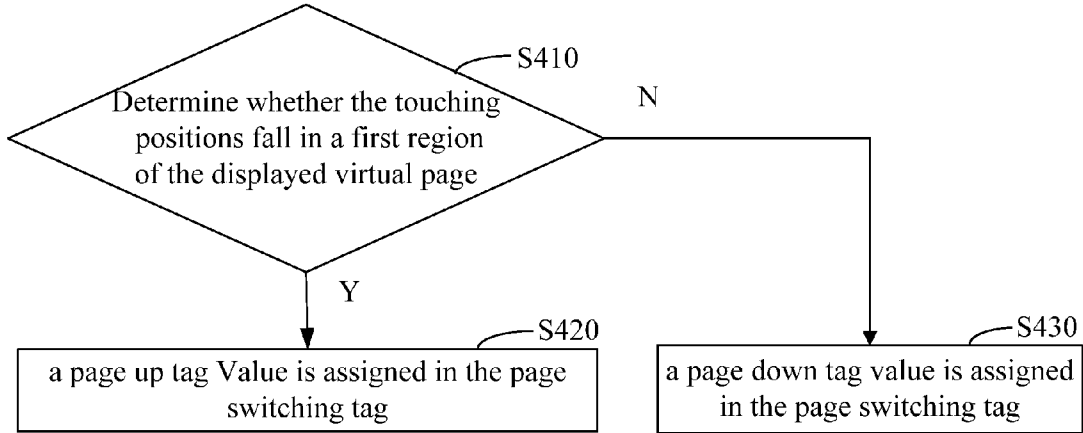 S410
Determine whether the touching
positions fall in a first region
of the displayed virtual page
N
Y
S420
a page up tag Value is assigned in the page
switching tag
S430
a page down tag value is assigned
in the page switching tag